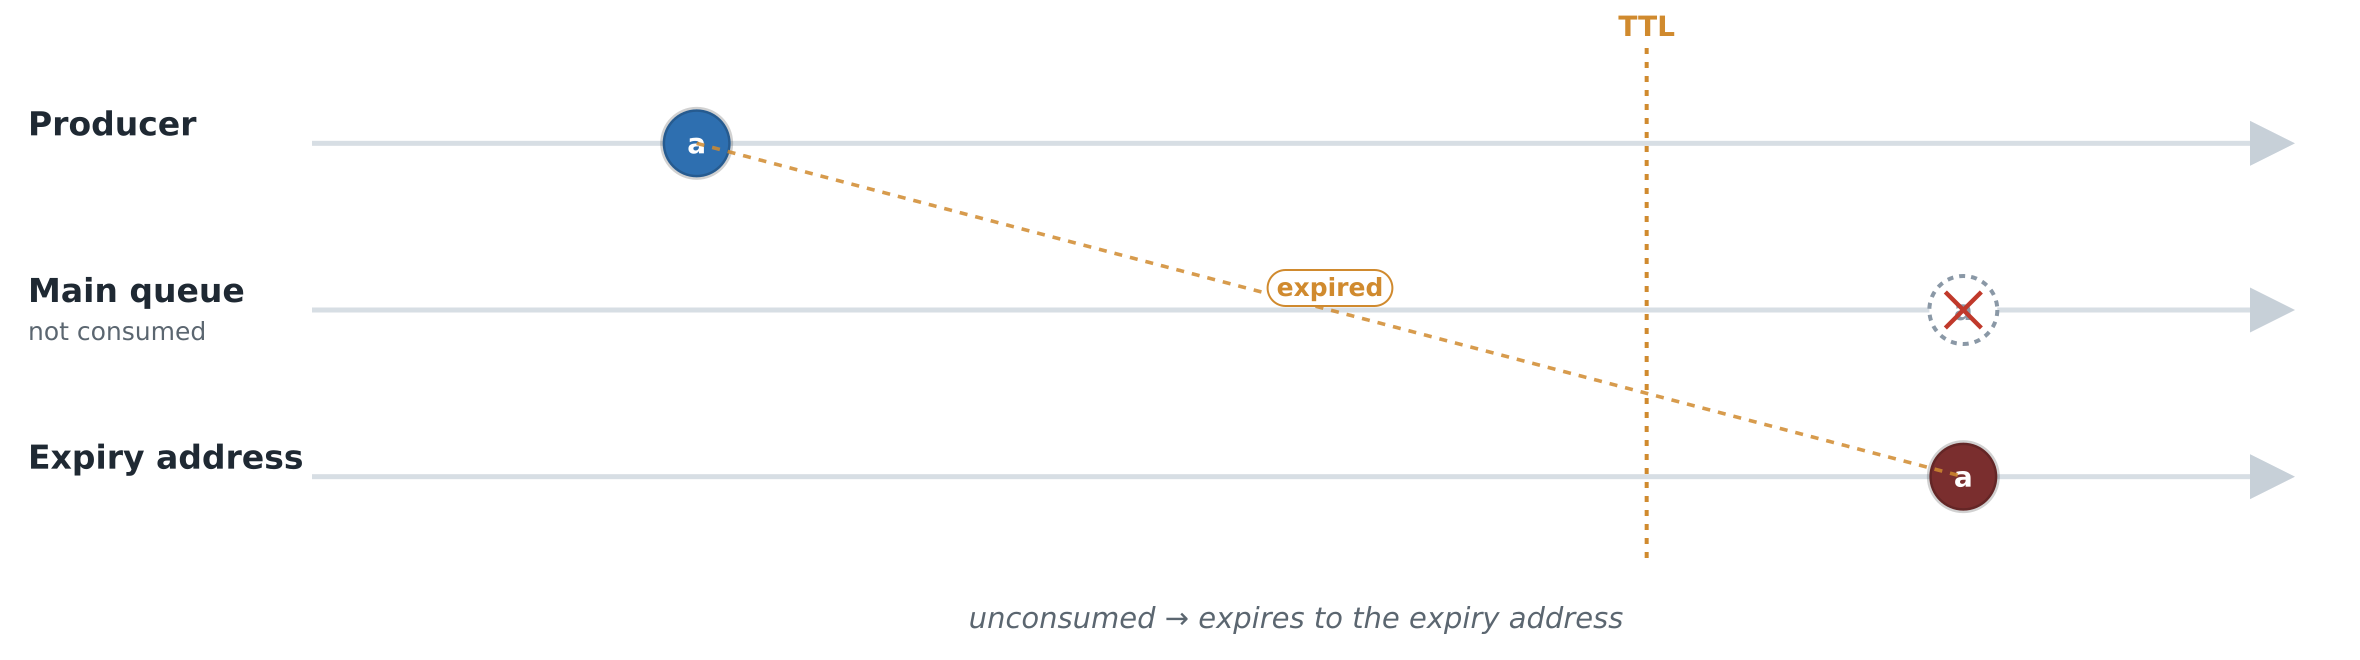 TTL
Producer
a
expired
Main queue
not consumed
a
Expiry address
a
unconsumed → expires to the expiry address